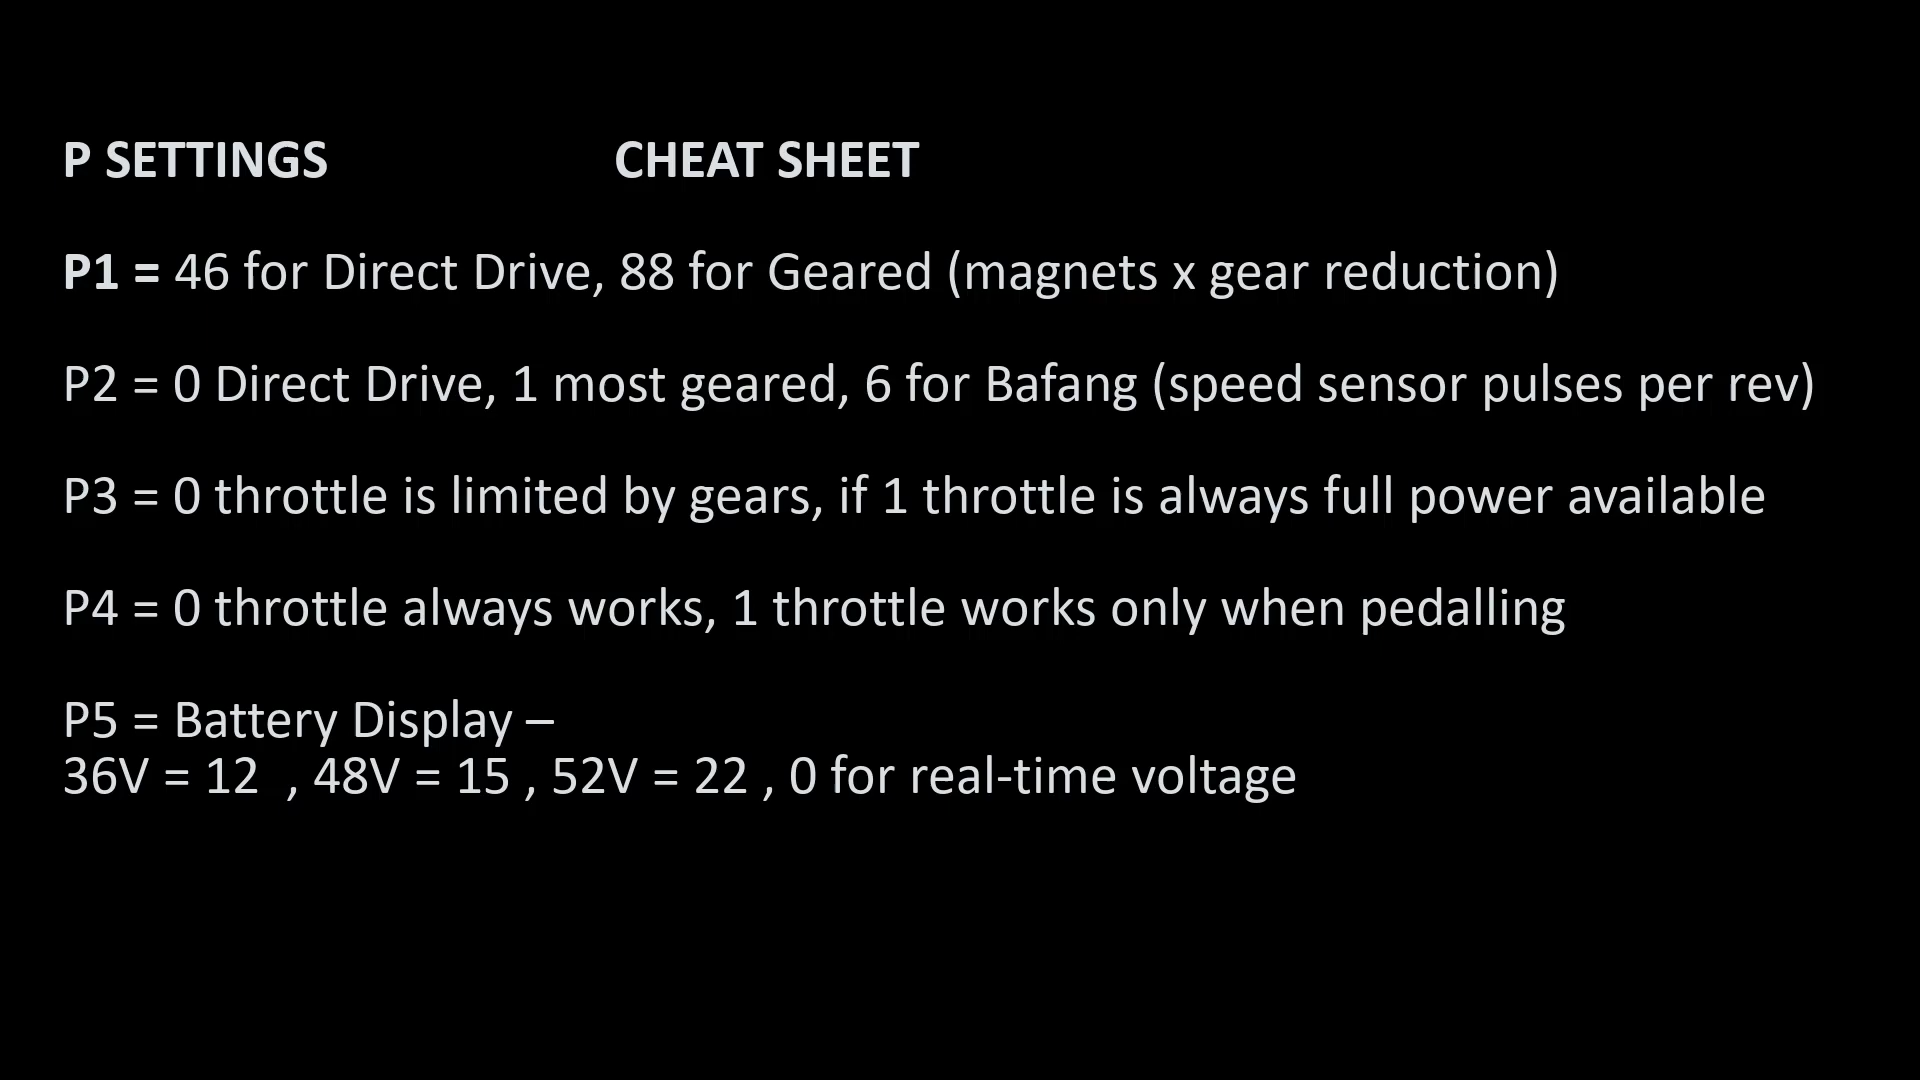 P SETTINGS CHEAT SHEET
P1 = 46 for Direct Drive, 88 for Geared (magnets x gear reduction)
P2 = 0 Direct Drive, 1 most geared, 6 for Bafang (speed sensor pulses per rev)
P3 = 0 throttle is limited by gears, if 1 throttle is always full power available
P4 = 0 throttle always works, 1 throttle works only when pedalling
P5 = Battery Display –
36V = 12  , 48V = 15 , 52V = 22 , 0 for real-time voltage